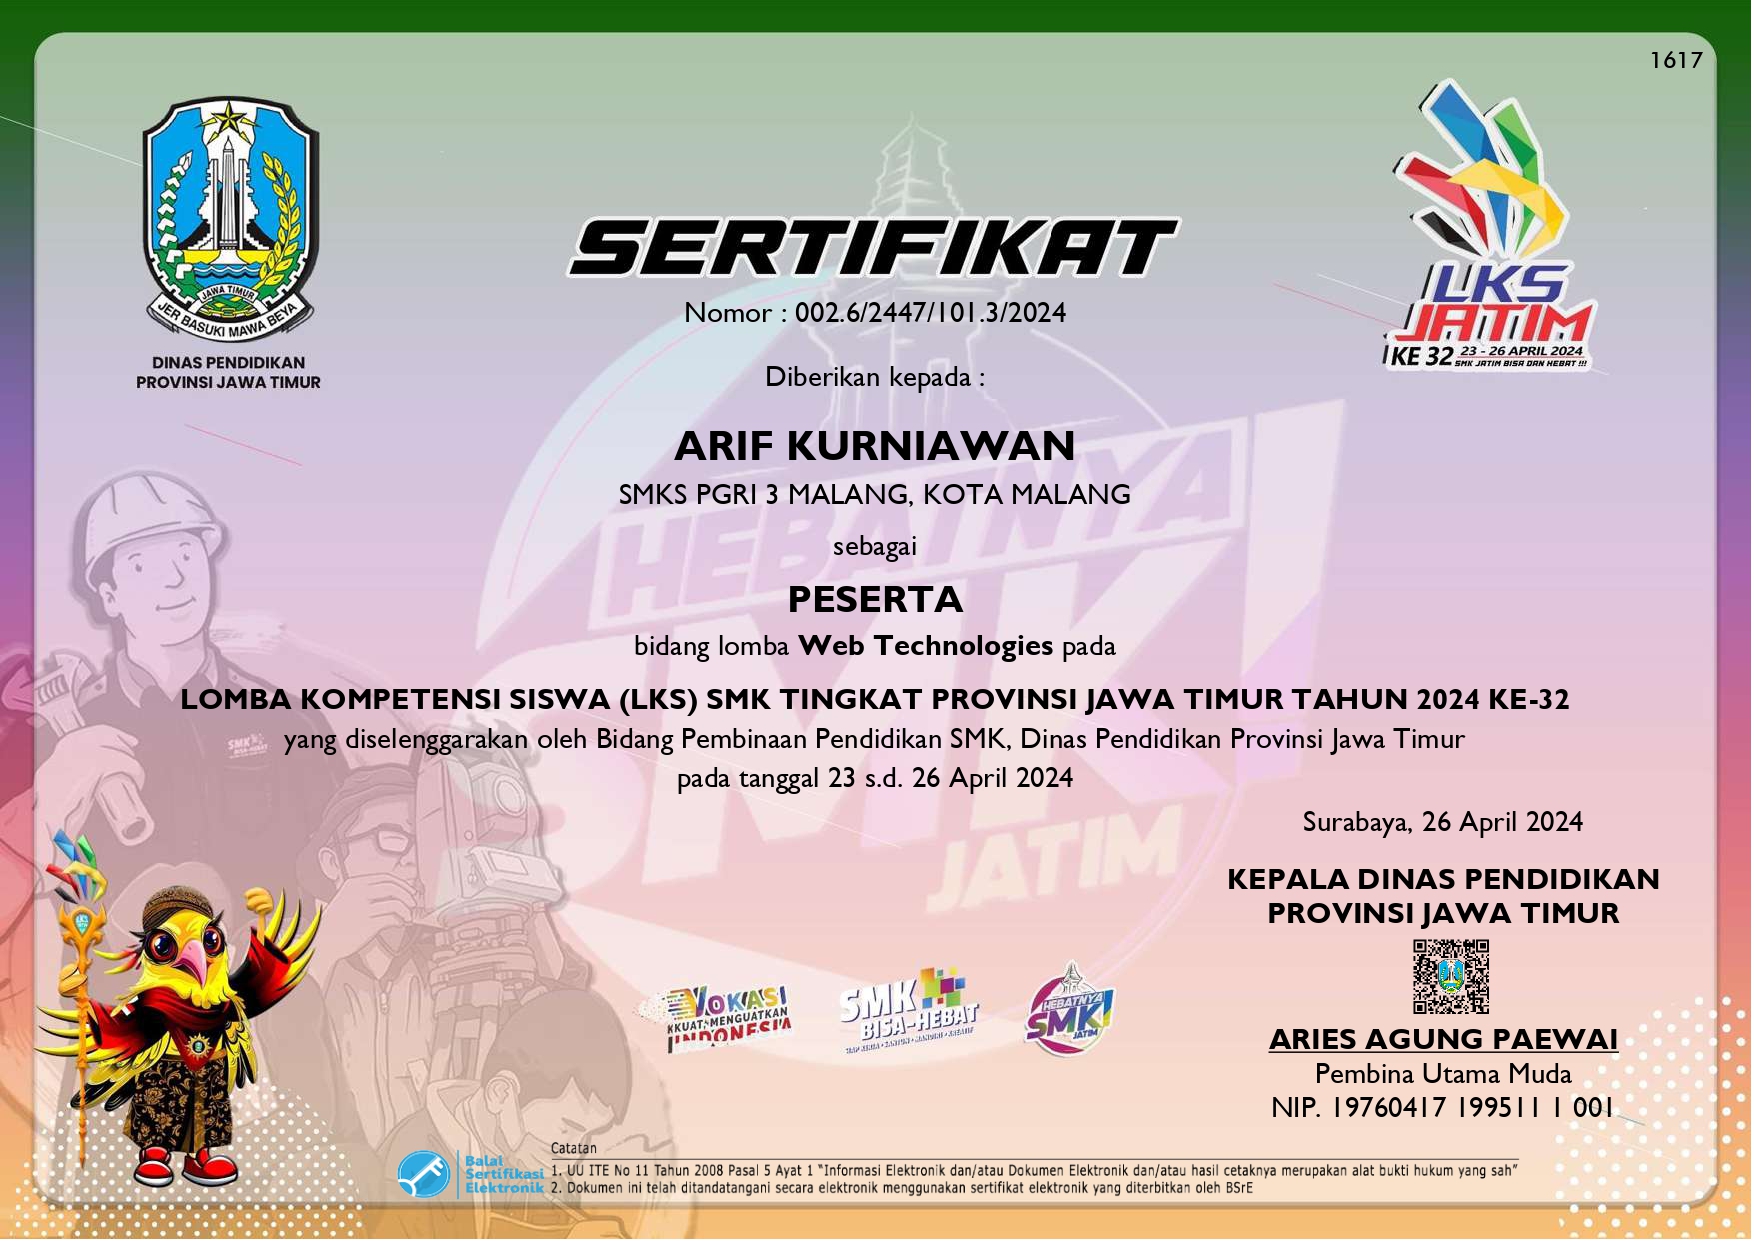 1617
JAWA TIMUR
JER BASUKI MAWA BEYA
DINAS PENDIDIKAN
PROVINSI JAWA TIMUR
LKS
JATIM
KE 32 23 - 26 APRIL 2024
SMK JATIM BISA DAN HEBAT !!!
SERTIFIKAT
Nomor : 002.6/2447/101.3/2024
Diberikan kepada :
ARIF KURNIAWAN
SMKS PGRI 3 MALANG, KOTA MALANG
sebagai
PESERTA
bidang lomba Web Technologies pada
LOMBA KOMPETENSI SISWA (LKS) SMK TINGKAT PROVINSI JAWA TIMUR TAHUN 2024 KE-32
yang diselenggarakan oleh Bidang Pembinaan Pendidikan SMK, Dinas Pendidikan Provinsi Jawa Timur
pada tanggal 23 s.d. 26 April 2024
HEBATNYA
SMK!
JATIM
Surabaya, 26 April 2024
KEPALA DINAS PENDIDIKAN
PROVINSI JAWA TIMUR
ARIES AGUNG PAEWAI
Pembina Utama Muda
NIP. 19760417 199511 1 001
VOKASI
KUAT, MENGUATKAN
INDONESIA
SMK
BISA-HEBAT
SIAP KERJA • SANTUN • MANDIRI • KREATIF
HEBATNYA
SMK!
JATIM
Balai
Sertifikasi
Elektronik
Catatan
1. UU ITE No 11 Tahun 2008 Pasal 5 Ayat 1 "Informasi Elektronik dan/atau Dokumen Elektronik dan/atau hasil cetaknya merupakan alat bukti hukum yang sah"
2. Dokumen ini telah ditandatangani secara elektronik menggunakan sertifikat elektronik yang diterbitkan oleh BSrE